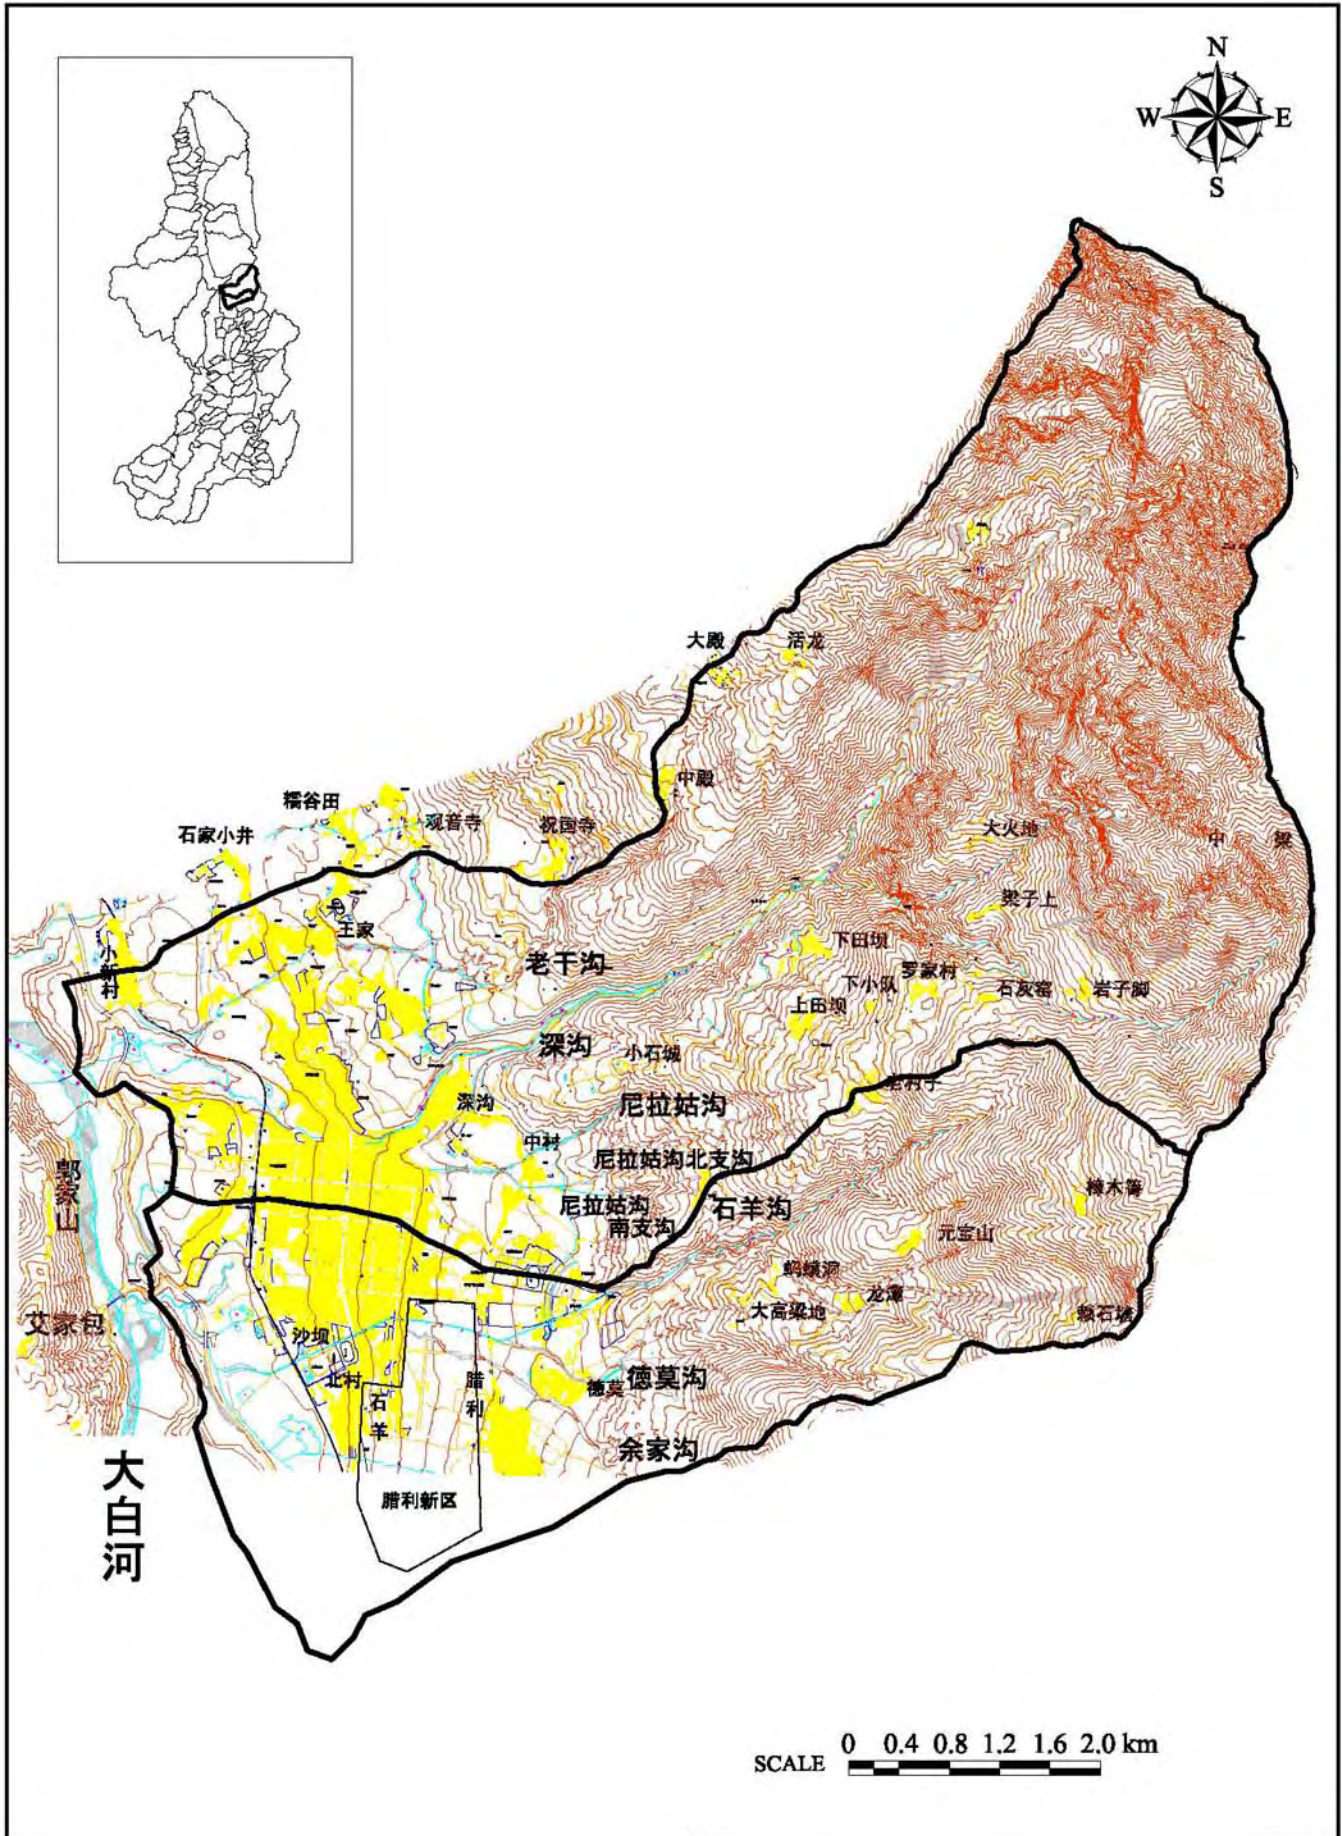 N
W
E
S
大殿
活龙
中殿
糯谷田
石家小井
观音寺
祝国寺
大火地
中梁
梁子上
小新村
王家
老干沟
下田坝
罗家村
下小队
石灰窑
岩子脚
上田坝
深沟
小石城
深沟
尼拉姑沟
中村
尼拉姑沟北支沟
郭家山
尼拉姑沟
南支沟
石羊沟
樟木箐
元宝山
蚂蟥洞
龙潭
大高梁地
颗石塘
艾家包
沙坝
北村
石羊
腊利
德莫
德莫沟
余家沟
大白河
腊利新区
SCALE
0 0.4 0.8 1.2 1.6 2.0 km